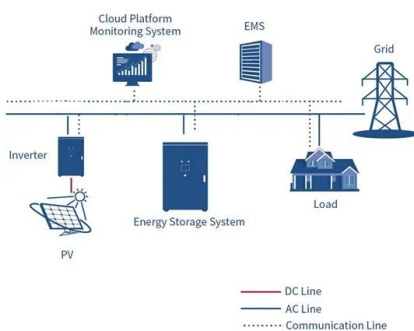 Cloud Platform
Monitoring System
EMS
Grid
Inverter
Energy Storage System
Load
PV
DC Line
AC Line
Communication Line